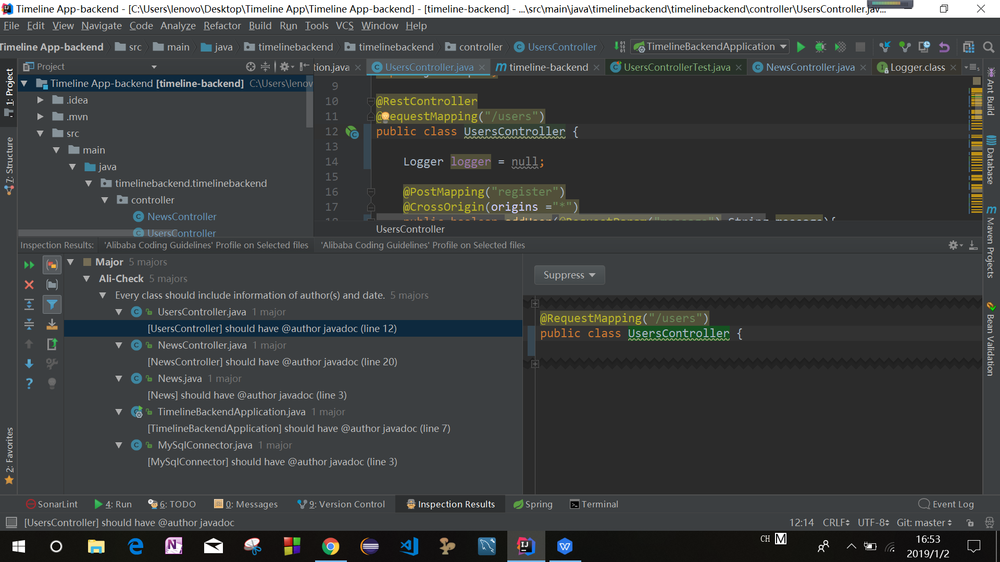 Timeline App-backend - [C:\Users\lenovo\Desktop\Timeline App\Timeline App-backend] - [timeline-backend] - ...\src\main\java\timelinebackend\timelinebackend\controller\UsersController.jav...
File Edit View Navigate Code Analyze Refactor Build Run Tools VCS Window Help
Timeline App-backend src main java timelinebackend timelinebackend controller UsersController TimelineBackendApplication
Project
tion.java UsersController.java timeline-backend UsersControllerTest.java NewsController.java Logger.class
1: Project
7: Structure
2: Favorites
Timeline App-backend [timeline-backend] C:\Users\lenov
.idea
.mvn
src
main
java
timelinebackend.timelinebackend
controller
NewsController
UsersController
9
10 @RestController
11 @RequestMapping("/users")
12 public class UsersController {
13
14 Logger logger = null;
15
16 @PostMapping("register")
17 @CrossOrigin(origins ="*")
18 public boolean addUser(@RequestParam("message") String message){
UsersController
Ant Build
Database
Maven Projects
Bean Validation
Inspection Results: 'Alibaba Coding Guidelines' Profile on Selected files 'Alibaba Coding Guidelines' Profile on Selected files
Major 5 majors
Ali-Check 5 majors
Every class should include information of author(s) and date. 5 majors
UsersController.java 1 major
[UsersController] should have @author javadoc (line 12)
NewsController.java 1 major
[NewsController] should have @author javadoc (line 20)
News.java 1 major
[News] should have @author javadoc (line 3)
TimelineBackendApplication.java 1 major
[TimelineBackendApplication] should have @author javadoc (line 7)
MySqlConnector.java 1 major
[MySqlConnector] should have @author javadoc (line 3)
Suppress
@RequestMapping("/users")
public class UsersController {
SonarLint 4: Run 6: TODO 0: Messages 9: Version Control Inspection Results Spring Terminal Event Log
[UsersController] should have @author javadoc 12:14 CRLF UTF-8 Git: master
CH M
16:53
2019/1/2